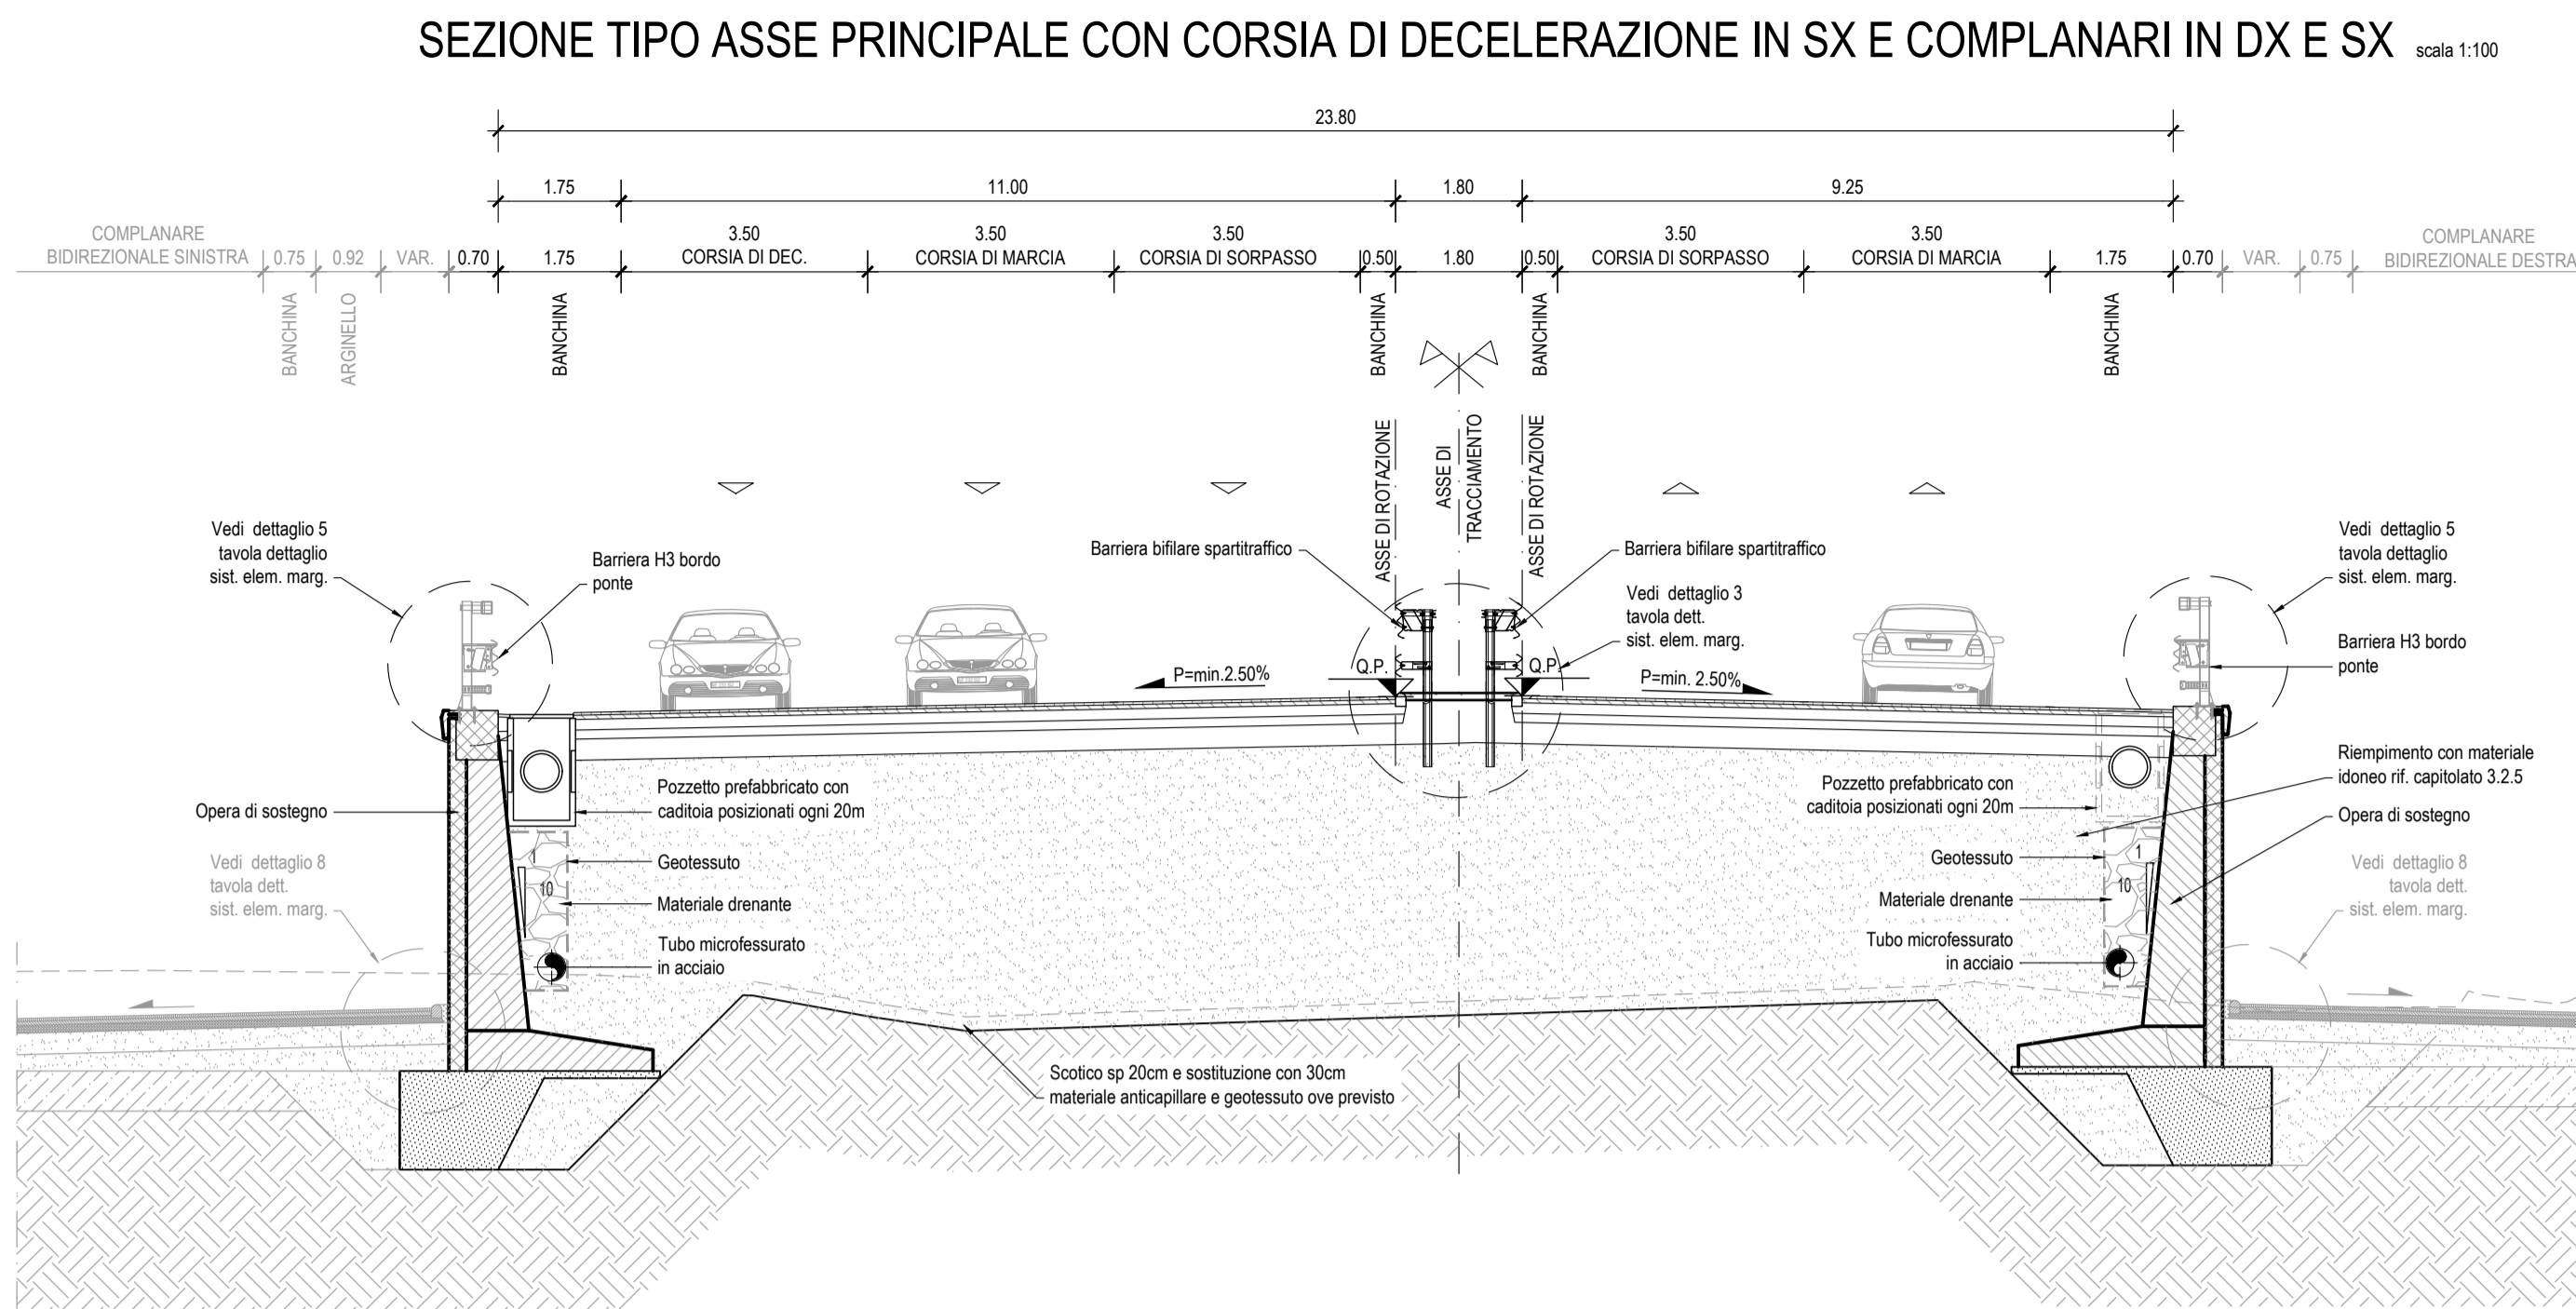 SEZIONE TIPO ASSE PRINCIPALE CON CORSIA DI DECELERAZIONE IN SX E COMPLANARI IN DX E SX scala 1:100
23.80
1.75 11.00 1.80 9.25
COMPLANARE
BIDIREZIONALE SINISTRA
0.75 0.92 VAR. 0.70 1.75
3.50
CORSIA DI DEC.
3.50
CORSIA DI MARCIA
3.50
CORSIA DI SORPASSO
0.50 1.80 0.50
3.50
CORSIA DI SORPASSO
3.50
CORSIA DI MARCIA
1.75 0.70 VAR. 0.75
COMPLANARE
BIDIREZIONALE DESTRA
BANCHINA
ARGINELLO
BANCHINA
BANCHINA
BANCHINA
BANCHINA
ASSE DI ROTAZIONE
ASSE DI
TRACCIAMENTO
ASSE DI ROTAZIONE
Vedi dettaglio 5
tavola dettaglio
sist. elem. marg.
Barriera H3 bordo
ponte
Barriera bifilare spartitraffico
Barriera bifilare spartitraffico
Vedi dettaglio 3
tavola dett.
sist. elem. marg.
Vedi dettaglio 5
tavola dettaglio
sist. elem. marg.
Barriera H3 bordo
ponte
P=min.2.50%
Q.P.
Q.P.
P=min. 2.50%
Opera di sostegno
Pozzetto prefabbricato con
caditoia posizionati ogni 20m
Pozzetto prefabbricato con
caditoia posizionati ogni 20m
Riempimento con materiale
idoneo rif. capitolato 3.2.5
Opera di sostegno
Vedi dettaglio 8
tavola dett.
sist. elem. marg.
1
10
Geotessuto
Materiale drenante
Tubo microfessurato
in acciaio
Geotessuto
Materiale drenante
Tubo microfessurato
in acciaio
1
10
Vedi dettaglio 8
tavola dett.
sist. elem. marg.
Scotico sp 20cm e sostituzione con 30cm
materiale anticapillare e geotessuto ove previsto